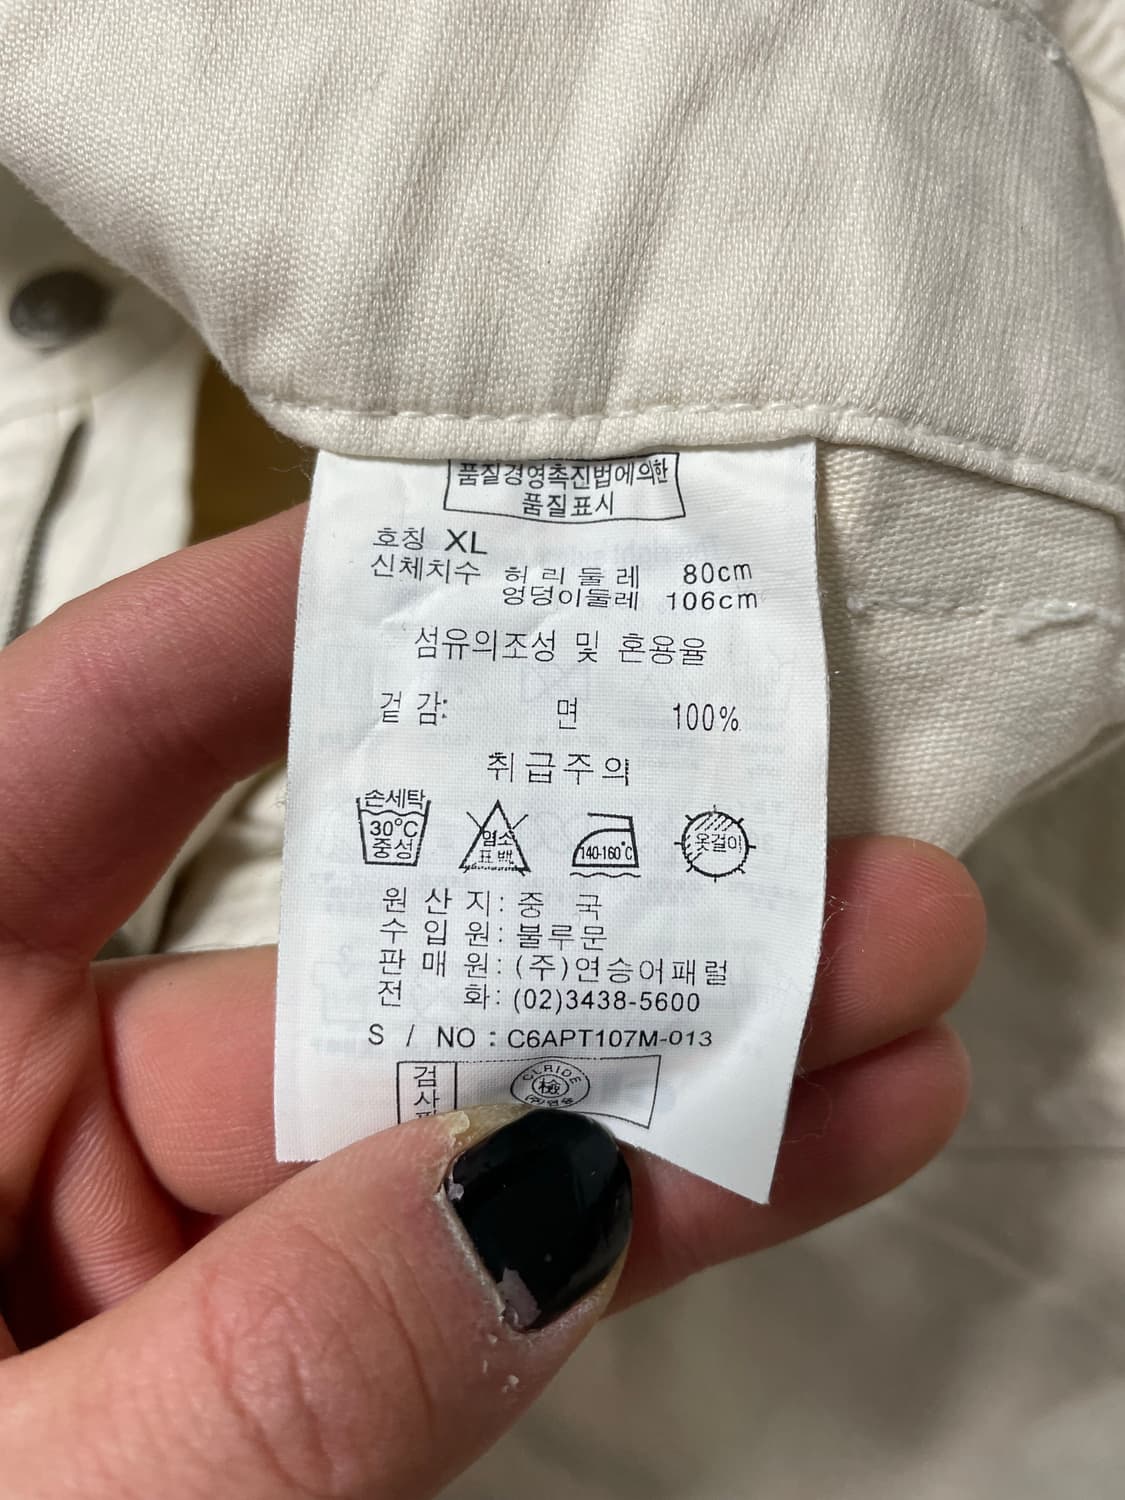 품질경영촉진법에의한
품질표시
호칭 XL
신체치수 허리둘레 80cm
엉덩이둘레 106cm
섬유의조성 및 혼용율
겉감: 면 100%
취급주의
손세탁
30°C
중성
염소
표백
140-160°C
옷걸이
원산지: 중국
수입원: 불루문
판매원: (주)연승어패럴
전화: (02)3438-5600
S / NO : C6APT107M-013
검
사
CLRIDE
檢
(주)연승